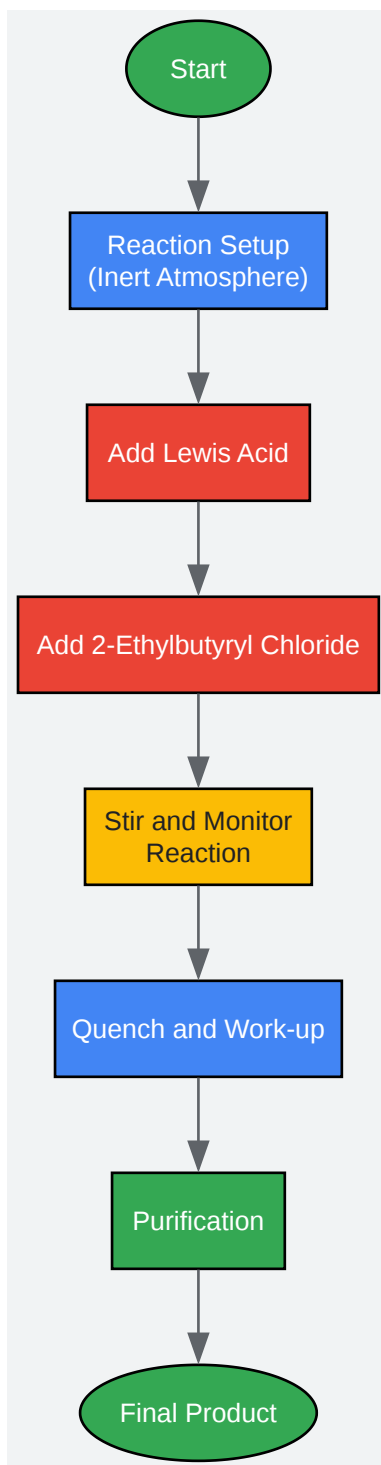 Start
Reaction Setup
(Inert Atmosphere)
Add Lewis Acid
Add 2-Ethylbutyryl Chloride
Stir and Monitor
Reaction
Quench and Work-up
Purification
Final Product